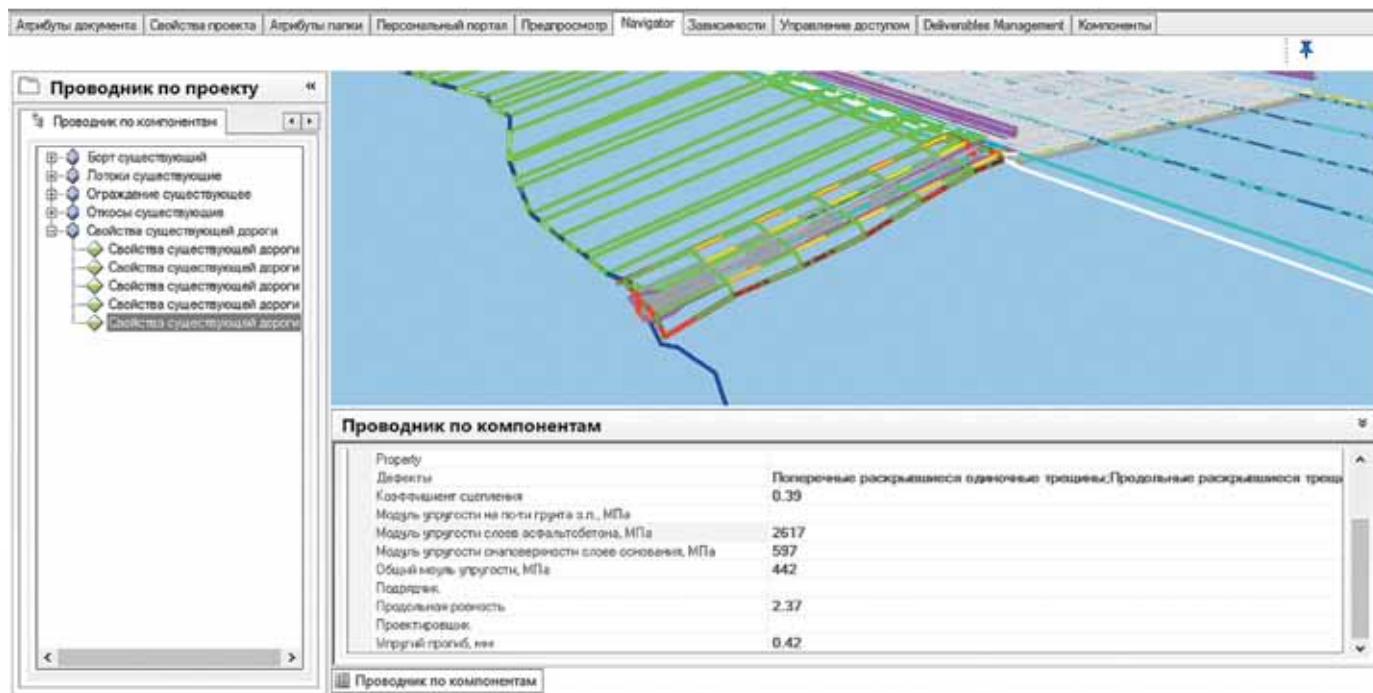 Атрибуты документа Свойства проекта Атрибуты папки Персональный портал Предпросмотр Navigator Зависимости Управление доступом Deliverables Management Компоненты
Проводник по проекту
Проводник по компонентам
Борт существующий
Лотоки существующие
Ограждение существующее
Откосы существующие
Свойства существующей дороги
Свойства существующей дороги
Свойства существующей дороги
Свойства существующей дороги
Свойства существующей дороги
Свойства существующей дороги
Проводник по компонентам
Property
Дефекты Поперечные раскрывшиеся одиночные трещины;Продольные раскрывшиеся трещи
Коэффициент сцепления 0.39
Модуль упругости на по-ти грунта з.п., МПа
Модуль упругости слоев асфальтобетона, МПа 2617
Модуль упругости слоев основания, МПа 597
Общий моуль упругости, МПа 442
Подрядчик
Продольная ровность 2.37
Проектировщик
Упругий прогиб, мм 0.42
Проводник по компонентам